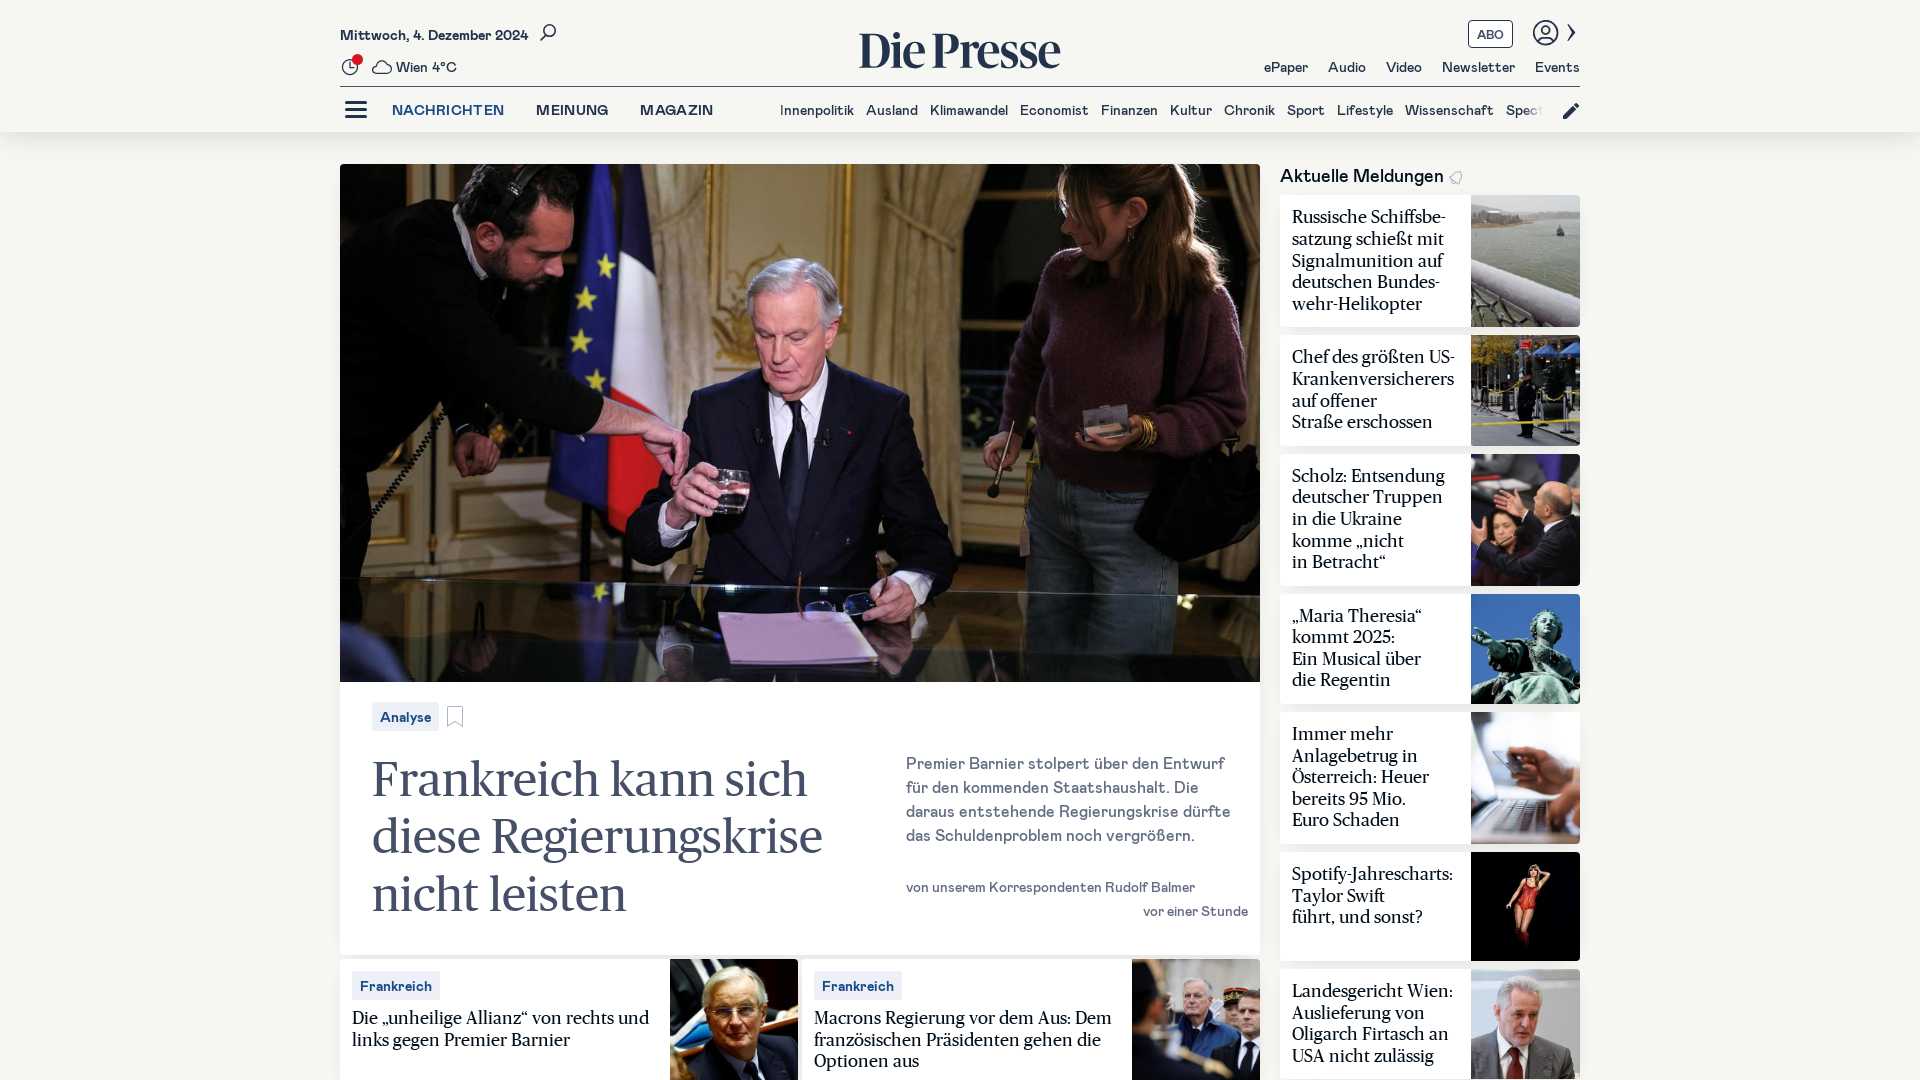 Mittwoch, 4. Dezember 2024
Wien 4°C
Die Presse
ABO
ePaper Audio Video Newsletter Events
NACHRICHTEN MEINUNG MAGAZIN
Innenpolitik Ausland Klimawandel Economist Finanzen Kultur Chronik Sport Lifestyle Wissenschaft Spect
Analyse
Frankreich kann sich
diese Regierungskrise
nicht leisten
Premier Barnier stolpert über den Entwurf
für den kommenden Staatshaushalt. Die
daraus entstehende Regierungskrise dürfte
das Schuldenproblem noch vergrößern.
von unserem Korrespondenten Rudolf Balmer
vor einer Stunde
Frankreich
Die „unheilige Allianz“ von rechts und
links gegen Premier Barnier
Frankreich
Macrons Regierung vor dem Aus: Dem
französischen Präsidenten gehen die
Optionen aus
Aktuelle Meldungen
Russische Schiffsbe-
satzung schießt mit
Signalmunition auf
deutschen Bundes-
wehr-Helikopter
Chef des größten US-
Krankenversicherers
auf offener
Straße erschossen
Scholz: Entsendung
deutscher Truppen
in die Ukraine
komme „nicht
in Betracht“
„Maria Theresia“
kommt 2025:
Ein Musical über
die Regentin
Immer mehr
Anlagebetrug in
Österreich: Heuer
bereits 95 Mio.
Euro Schaden
Spotify-Jahrescharts:
Taylor Swift
führt, und sonst?
Landesgericht Wien:
Auslieferung von
Oligarch Firtasch an
USA nicht zulässig